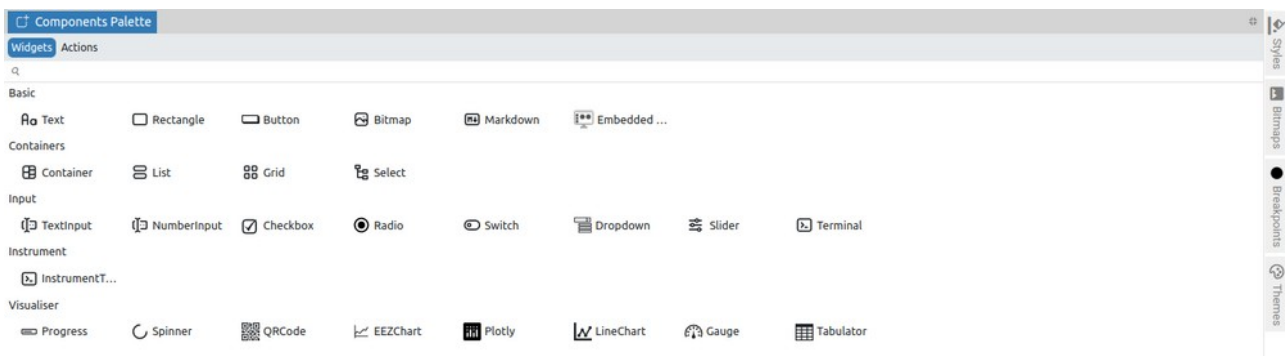 Components Palette
Widgets Actions
Basic
Text Rectangle Button Bitmap Markdown Embedded ...
Containers
Container List Grid Select
Input
TextInput NumberInput Checkbox Radio Switch Dropdown Slider Terminal
Instrument
InstrumentT...
Visualiser
Progress Spinner QRCode EEZChart Plotly LineChart Gauge Tabulator
Styles
Bitmaps
Breakpoints
Themes